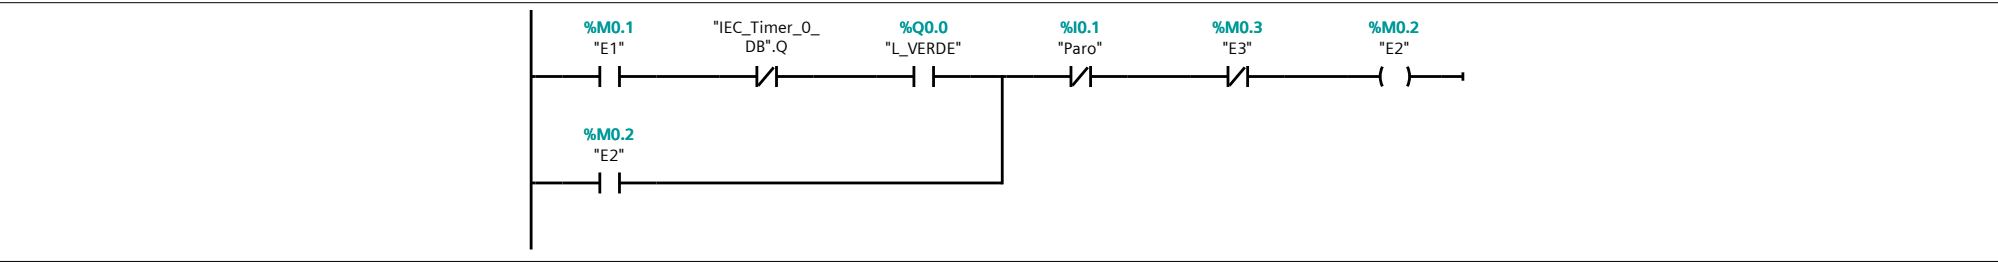 %M0.1
"E1"
"IEC_Timer_0_
DB".Q
%Q0.0
"L_VERDE"
%I0.1
"Paro"
%M0.3
"E3"
%M0.2
"E2"
%M0.2
"E2"